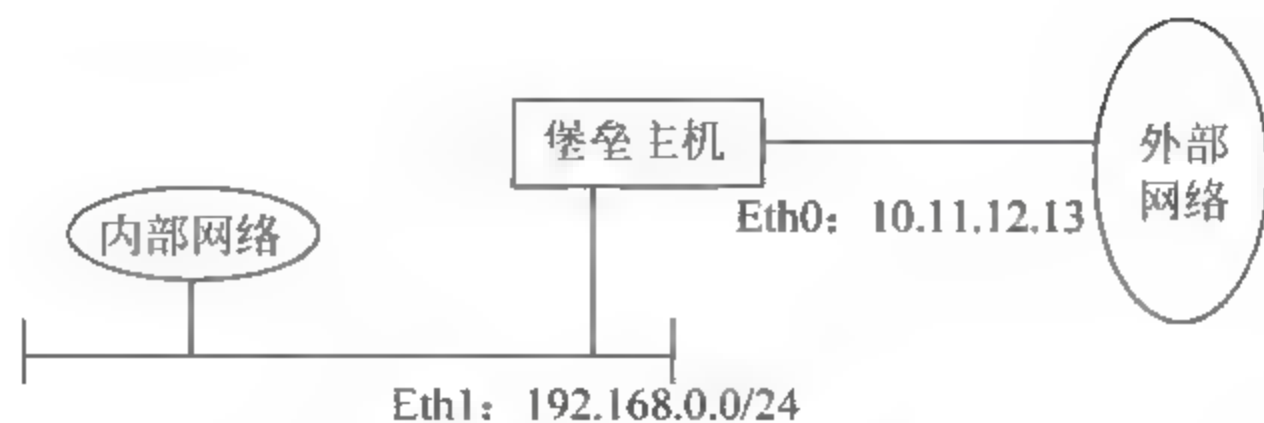 堡垒主机
外部
网络
Eth0：10.11.12.13
内部网络
Eth1：192.168.0.0/24